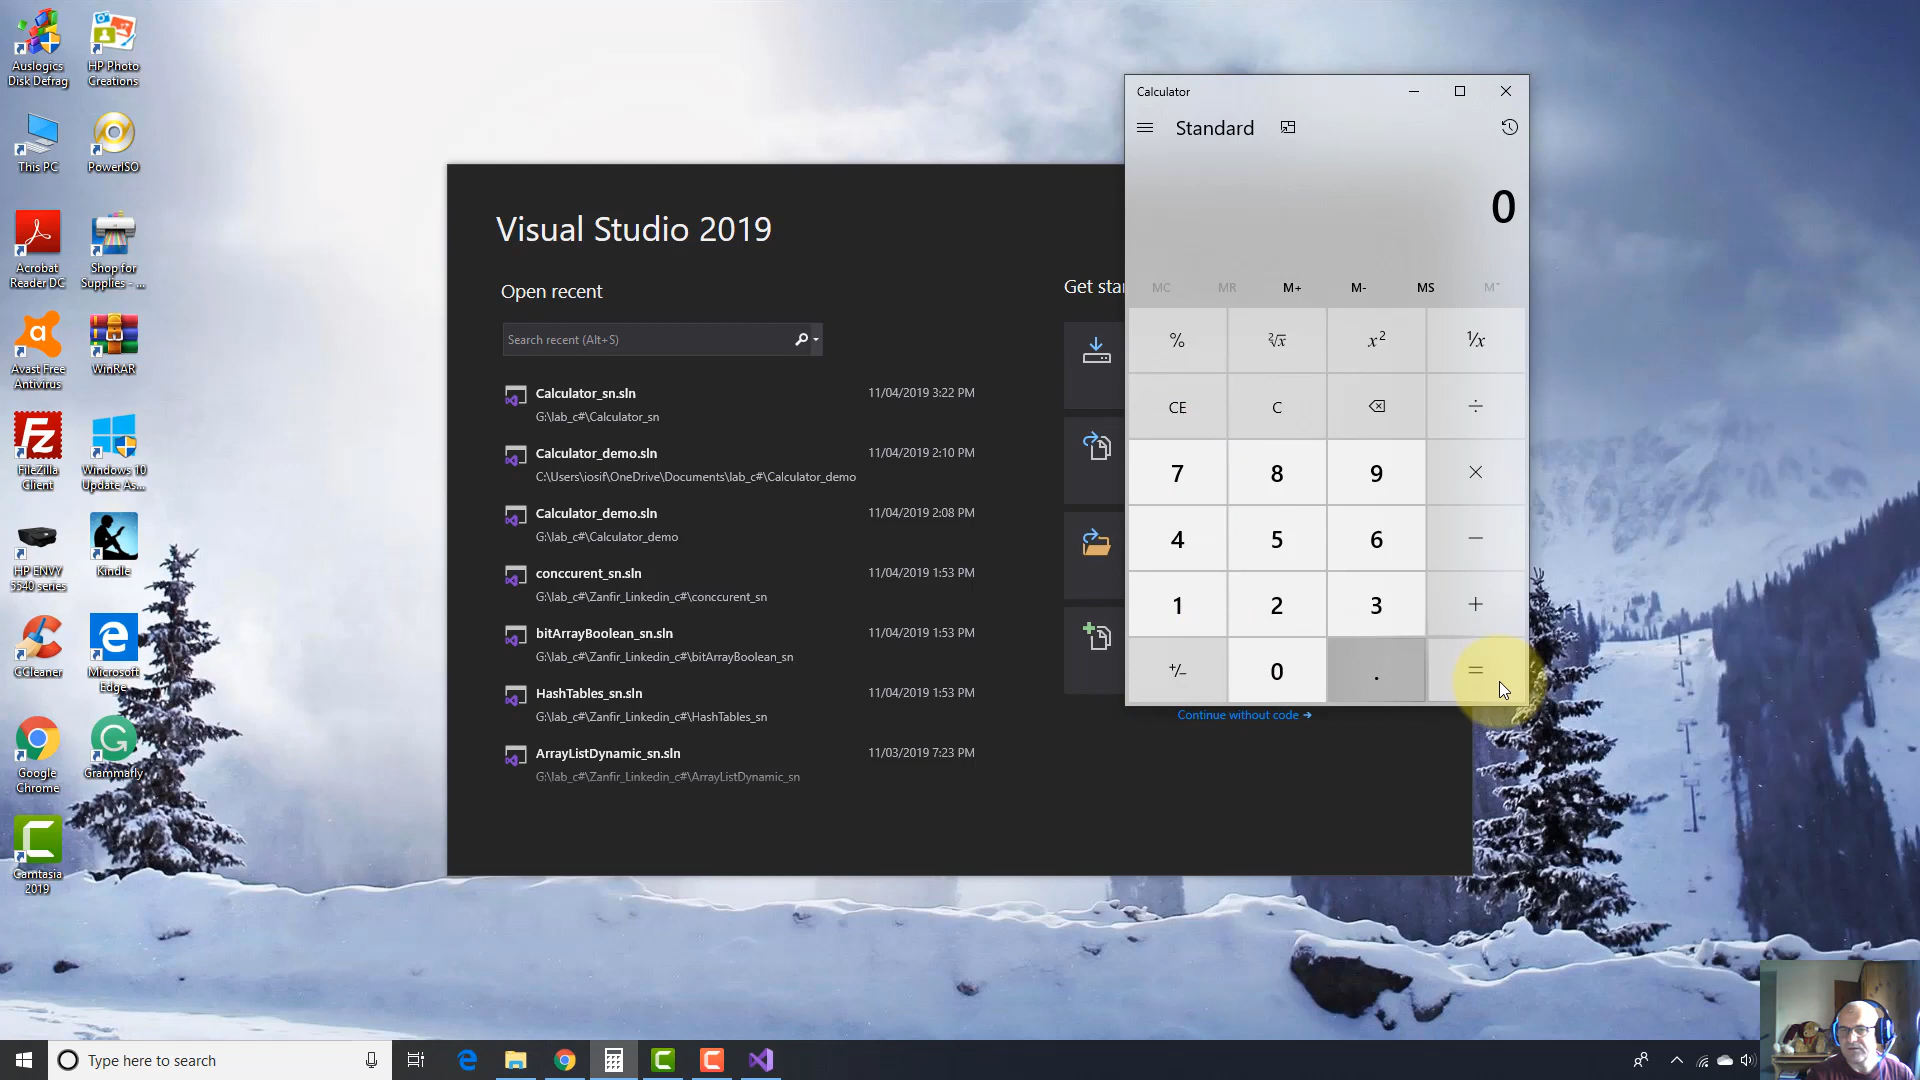 Auslogics
Disk Defrag
HP Photo
Creations
This PC
PowerISO
Acrobat
Reader DC
Shop for
Supplies - ...
Avast Free
Antivirus
WinRAR
FileZilla
Client
Windows 10
Update As...
HP ENVY
5540 series
Kindle
CCleaner
Microsoft
Edge
Google
Chrome
Grammarly
Camtasia
2019
Visual Studio 2019
Open recent
Search recent (Alt+S)
Calculator_sn.sln
11/04/2019 3:22 PM
G:\lab_c#\Calculator_sn
Calculator_demo.sln
11/04/2019 2:10 PM
C:\Users\iosif\OneDrive\Documents\lab_c#\Calculator_demo
Calculator_demo.sln
11/04/2019 2:08 PM
G:\lab_c#\Calculator_demo
conccurent_sn.sln
11/04/2019 1:53 PM
G:\lab_c#\Zanfir_Linkedin_c#\conccurent_sn
bitArrayBoolean_sn.sln
11/04/2019 1:53 PM
G:\lab_c#\Zanfir_Linkedin_c#\bitArrayBoolean_sn
HashTables_sn.sln
11/04/2019 1:53 PM
G:\lab_c#\Zanfir_Linkedin_c#\HashTables_sn
ArrayListDynamic_sn.sln
11/03/2019 7:23 PM
G:\lab_c#\Zanfir_Linkedin_c#\ArrayListDynamic_sn
Get sta
Continue without code →
Calculator
Standard
0
MC MR M+ M- MS M˅
% ²√x x² ¹/x
CE C ⌫ ÷
7 8 9 ×
4 5 6 −
1 2 3 +
+/− 0 . =
Type here to search